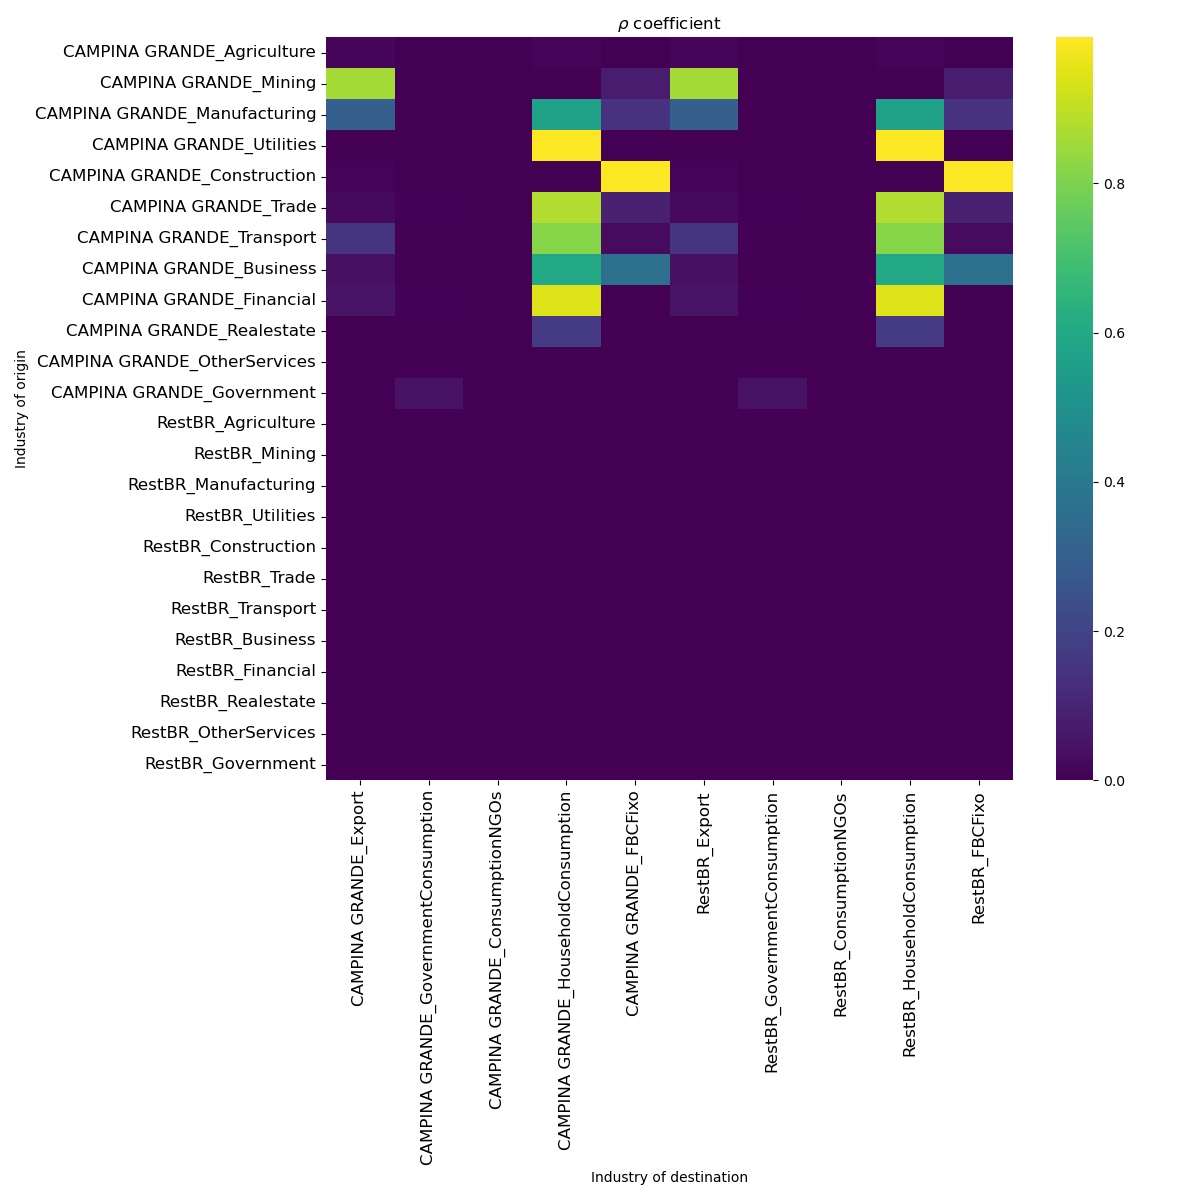 ρ coefficient
CAMPINA GRANDE_Agriculture
CAMPINA GRANDE_Mining
CAMPINA GRANDE_Manufacturing
CAMPINA GRANDE_Utilities
CAMPINA GRANDE_Construction
CAMPINA GRANDE_Trade
CAMPINA GRANDE_Transport
CAMPINA GRANDE_Business
CAMPINA GRANDE_Financial
CAMPINA GRANDE_Realestate
CAMPINA GRANDE_OtherServices
CAMPINA GRANDE_Government
RestBR_Agriculture
RestBR_Mining
RestBR_Manufacturing
RestBR_Utilities
RestBR_Construction
RestBR_Trade
RestBR_Transport
RestBR_Business
RestBR_Financial
RestBR_Realestate
RestBR_OtherServices
RestBR_Government
Industry of origin
CAMPINA GRANDE_Export
CAMPINA GRANDE_GovernmentConsumption
CAMPINA GRANDE_ConsumptionNGOs
CAMPINA GRANDE_HouseholdConsumption
CAMPINA GRANDE_FBCFixo
RestBR_Export
RestBR_GovernmentConsumption
RestBR_ConsumptionNGOs
RestBR_HouseholdConsumption
RestBR_FBCFixo
Industry of destination
0.8
0.6
0.4
0.2
0.0